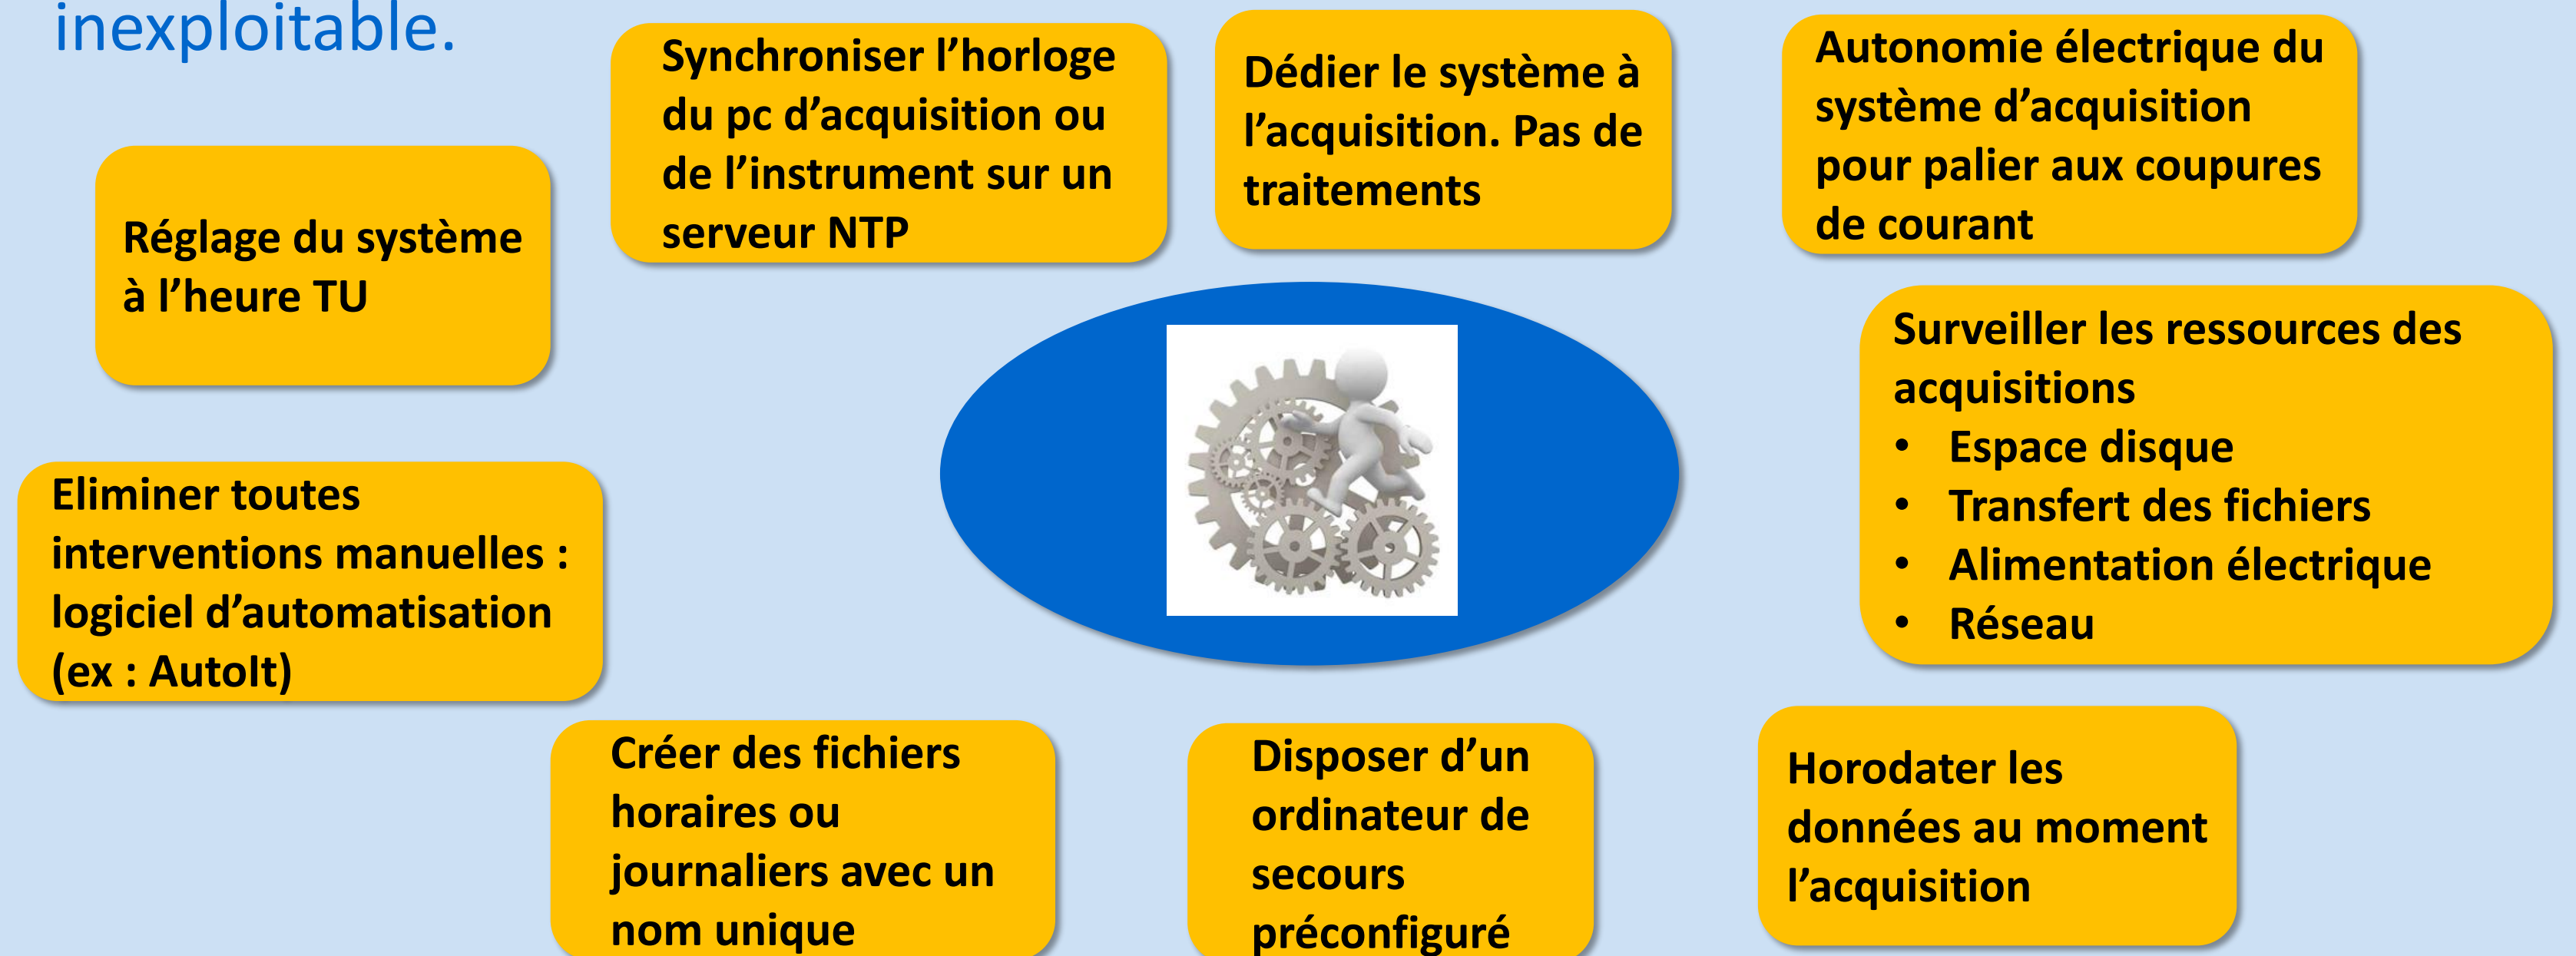 inexploitable.
Synchroniser l’horloge
du pc d’acquisition ou
de l’instrument sur un
serveur NTP
Dédier le système à
l’acquisition. Pas de
traitements
Autonomie électrique du
système d’acquisition
pour palier aux coupures
de courant
Réglage du système
à l’heure TU
Surveiller les ressources des
acquisitions
• Espace disque
• Transfert des fichiers
• Alimentation électrique
• Réseau
Eliminer toutes
interventions manuelles :
logiciel d’automatisation
(ex : AutoIt)
Créer des fichiers
horaires ou
journaliers avec un
nom unique
Disposer d’un
ordinateur de
secours
préconfiguré
Horodater les
données au moment
l’acquisition